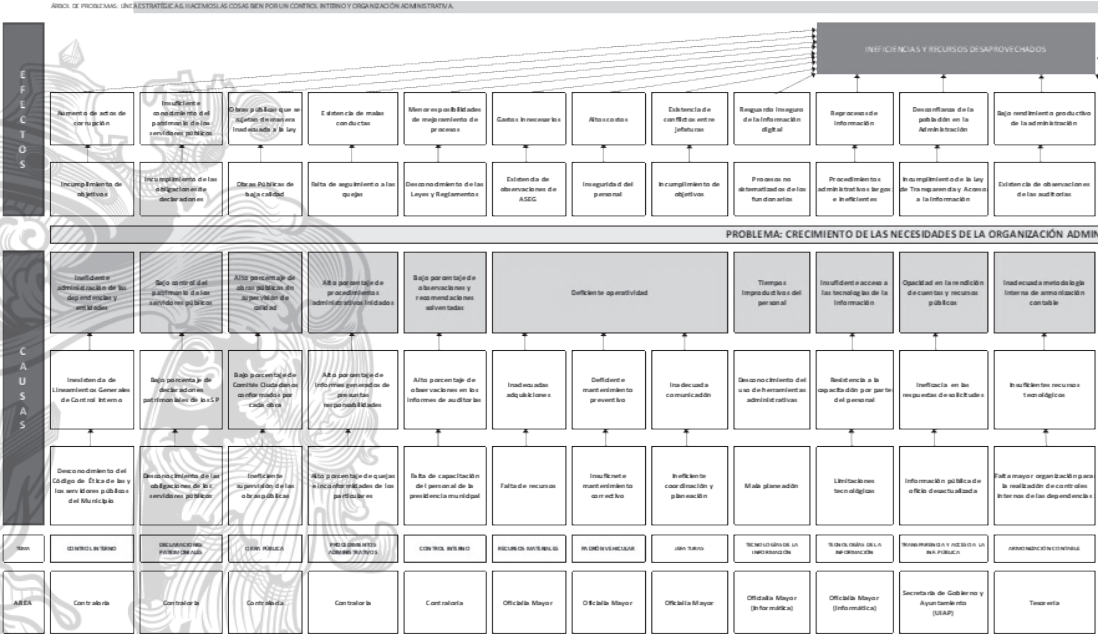 ÁRBOL DE PROBLEMAS: LÍNEA ESTRATÉGICA 6. HACEMOS LAS COSAS BIEN POR UN CONTROL INTERNO Y ORGANIZACIÓN ADMINISTRATIVA.
INEFICIENCIAS Y RECURSOS DESAPROVECHADOS
EFECTOS
Aumento de actos de
corrupción
Insuficiente
conocimiento del
patrimonio de los
servidores públicos
Obras públicas que se
sujetan de manera
inadecuada a la Ley
Existencia de malas
conductas
Menores posibilidades
de mejoramiento de
procesos
Gastos innecesarios
Altos costos
Existencia de
conflictos entre
jefaturas
Resguardo inseguro
de la información
digital
Reprocesos de
información
Desconfianza de la
población en la
Administración
Bajo rendimiento productivo
de la administración
Incumplimiento de
objetivos
Incumplimiento de las
obligaciones de
declaraciones
Obras Públicas de
baja calidad
Falta de seguimiento a las
quejas
Desconocimiento de las
Leyes y Reglamentos
Existencia de
observaciones de
ASEG
Inseguridad del
personal
Incumplimiento de
objetivos
Procesos no
sistematizados de los
funcionarios
Procedimientos
administrativos largos
e ineficientes
Incumplimiento de la Ley
de Transparencia y Acceso
a la Información
Existencia de observaciones
de las auditorías
PROBLEMA: CRECIMIENTO DE LAS NECESIDADES DE LA ORGANIZACIÓN ADMIN
CAUSAS
Ineficiente
administración de las
dependencias y
entidades
Bajo control del
patrimonio de los
servidores públicos
Alto porcentaje de
obras públicas sin
supervisión de
calidad
Alto porcentaje de
procedimientos
administrativos iniciados
Bajo porcentaje de
observaciones y
recomendaciones
solventadas
Deficiente operatividad
Tiempos
improductivos del
personal
Insuficiente acceso a
las tecnologías de la
información
Opacidad en la rendición
de cuentas y recursos
públicos
Inadecuada metodología
interna de armonización
contable
Inexistencia de
Lineamientos Generales
de Control Interno
Bajo porcentaje de
declaraciones
patrimoniales de los SP
Bajo porcentaje de
Comités Ciudadanos
conformados por
cada obra
Alto porcentaje de
informes generados de
presuntas
responsabilidades
Alto porcentaje de
observaciones en los
informes de auditorías
Inadecuadas
adquisiciones
Deficiente
mantenimiento
preventivo
Inadecuada
comunicación
Desconocimiento del
uso de herramientas
administrativas
Resistencia a la
capacitación por parte
del personal
Ineficacia en las
respuestas de solicitudes
Insuficientes recursos
tecnológicos
Desconocimiento del
Código de Ética de las y
los servidores públicos
del Municipio
Desconocimiento de las
obligaciones de los
servidores públicos
Ineficiente
supervisión de las
obras públicas
Alto porcentaje de quejas
e inconformidades de los
particulares
Falta de capacitación
del personal de la
presidencia municipal
Falta de recursos
Insuficnete
mantenimiento
correctivo
Ineficiente
coordinación y
planeación
Mala planeación
Limitaciones
tecnológicas
Información pública de
oficio desactualizada
Falta mayor organización para
la realización de controles
internos de las dependencias
TEMA
CONTROL INTERNO
DECLARACIONES
PATRIMONIALES
OBRA PÚBLICA
PROCEDIMIENTOS
ADMINISTRATIVOS
CONTROL INTERNO
RECURSOS MATERIALES
PADRÓN VEHICULAR
JEFATURAS
TECNOLOGÍAS DE LA
INFORMACIÓN
TECNOLOGÍAS DE LA
INFORMACIÓN
TRANSPARENCIA Y ACCESO A LA
INF. PÚBLICA
ARMONIZACIÓN CONTABLE
AREA
Contraloría
Contraloría
Contraloría
Contraloría
Contraloría
Oficialía Mayor
Oficialía Mayor
Oficialía Mayor
Oficialía Mayor
(Informática)
Oficialía Mayor
(Informática)
Secretaría de Gobierno y
Ayuntamiento
(UIAP)
Tesorería